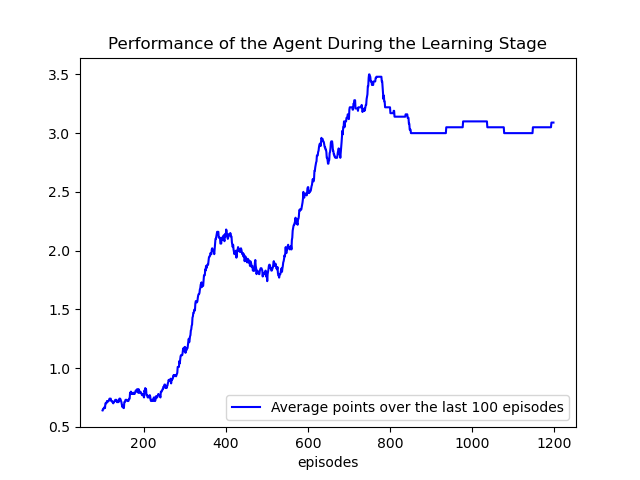 Performance of the Agent During the Learning Stage
3.5
3.0
2.5
2.0
1.5
1.0
0.5
Average points over the last 100 episodes
200 400 600 800 1000 1200
episodes